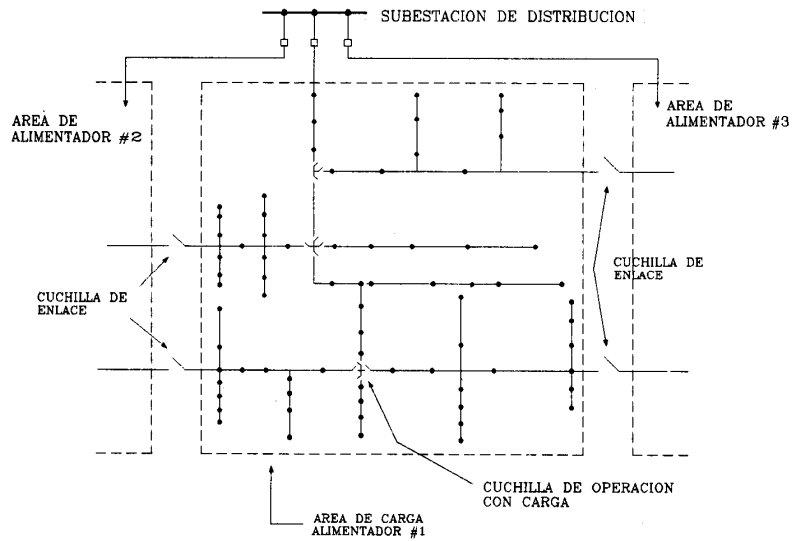 SUBESTACION DE DISTRIBUCION
AREA DE
ALIMENTADOR #2
AREA DE
ALIMENTADOR #3
CUCHILLA DE
ENLACE
CUCHILLA DE
ENLACE
CUCHILLA DE OPERACION
CON CARGA
AREA DE CARGA
ALIMENTADOR #1